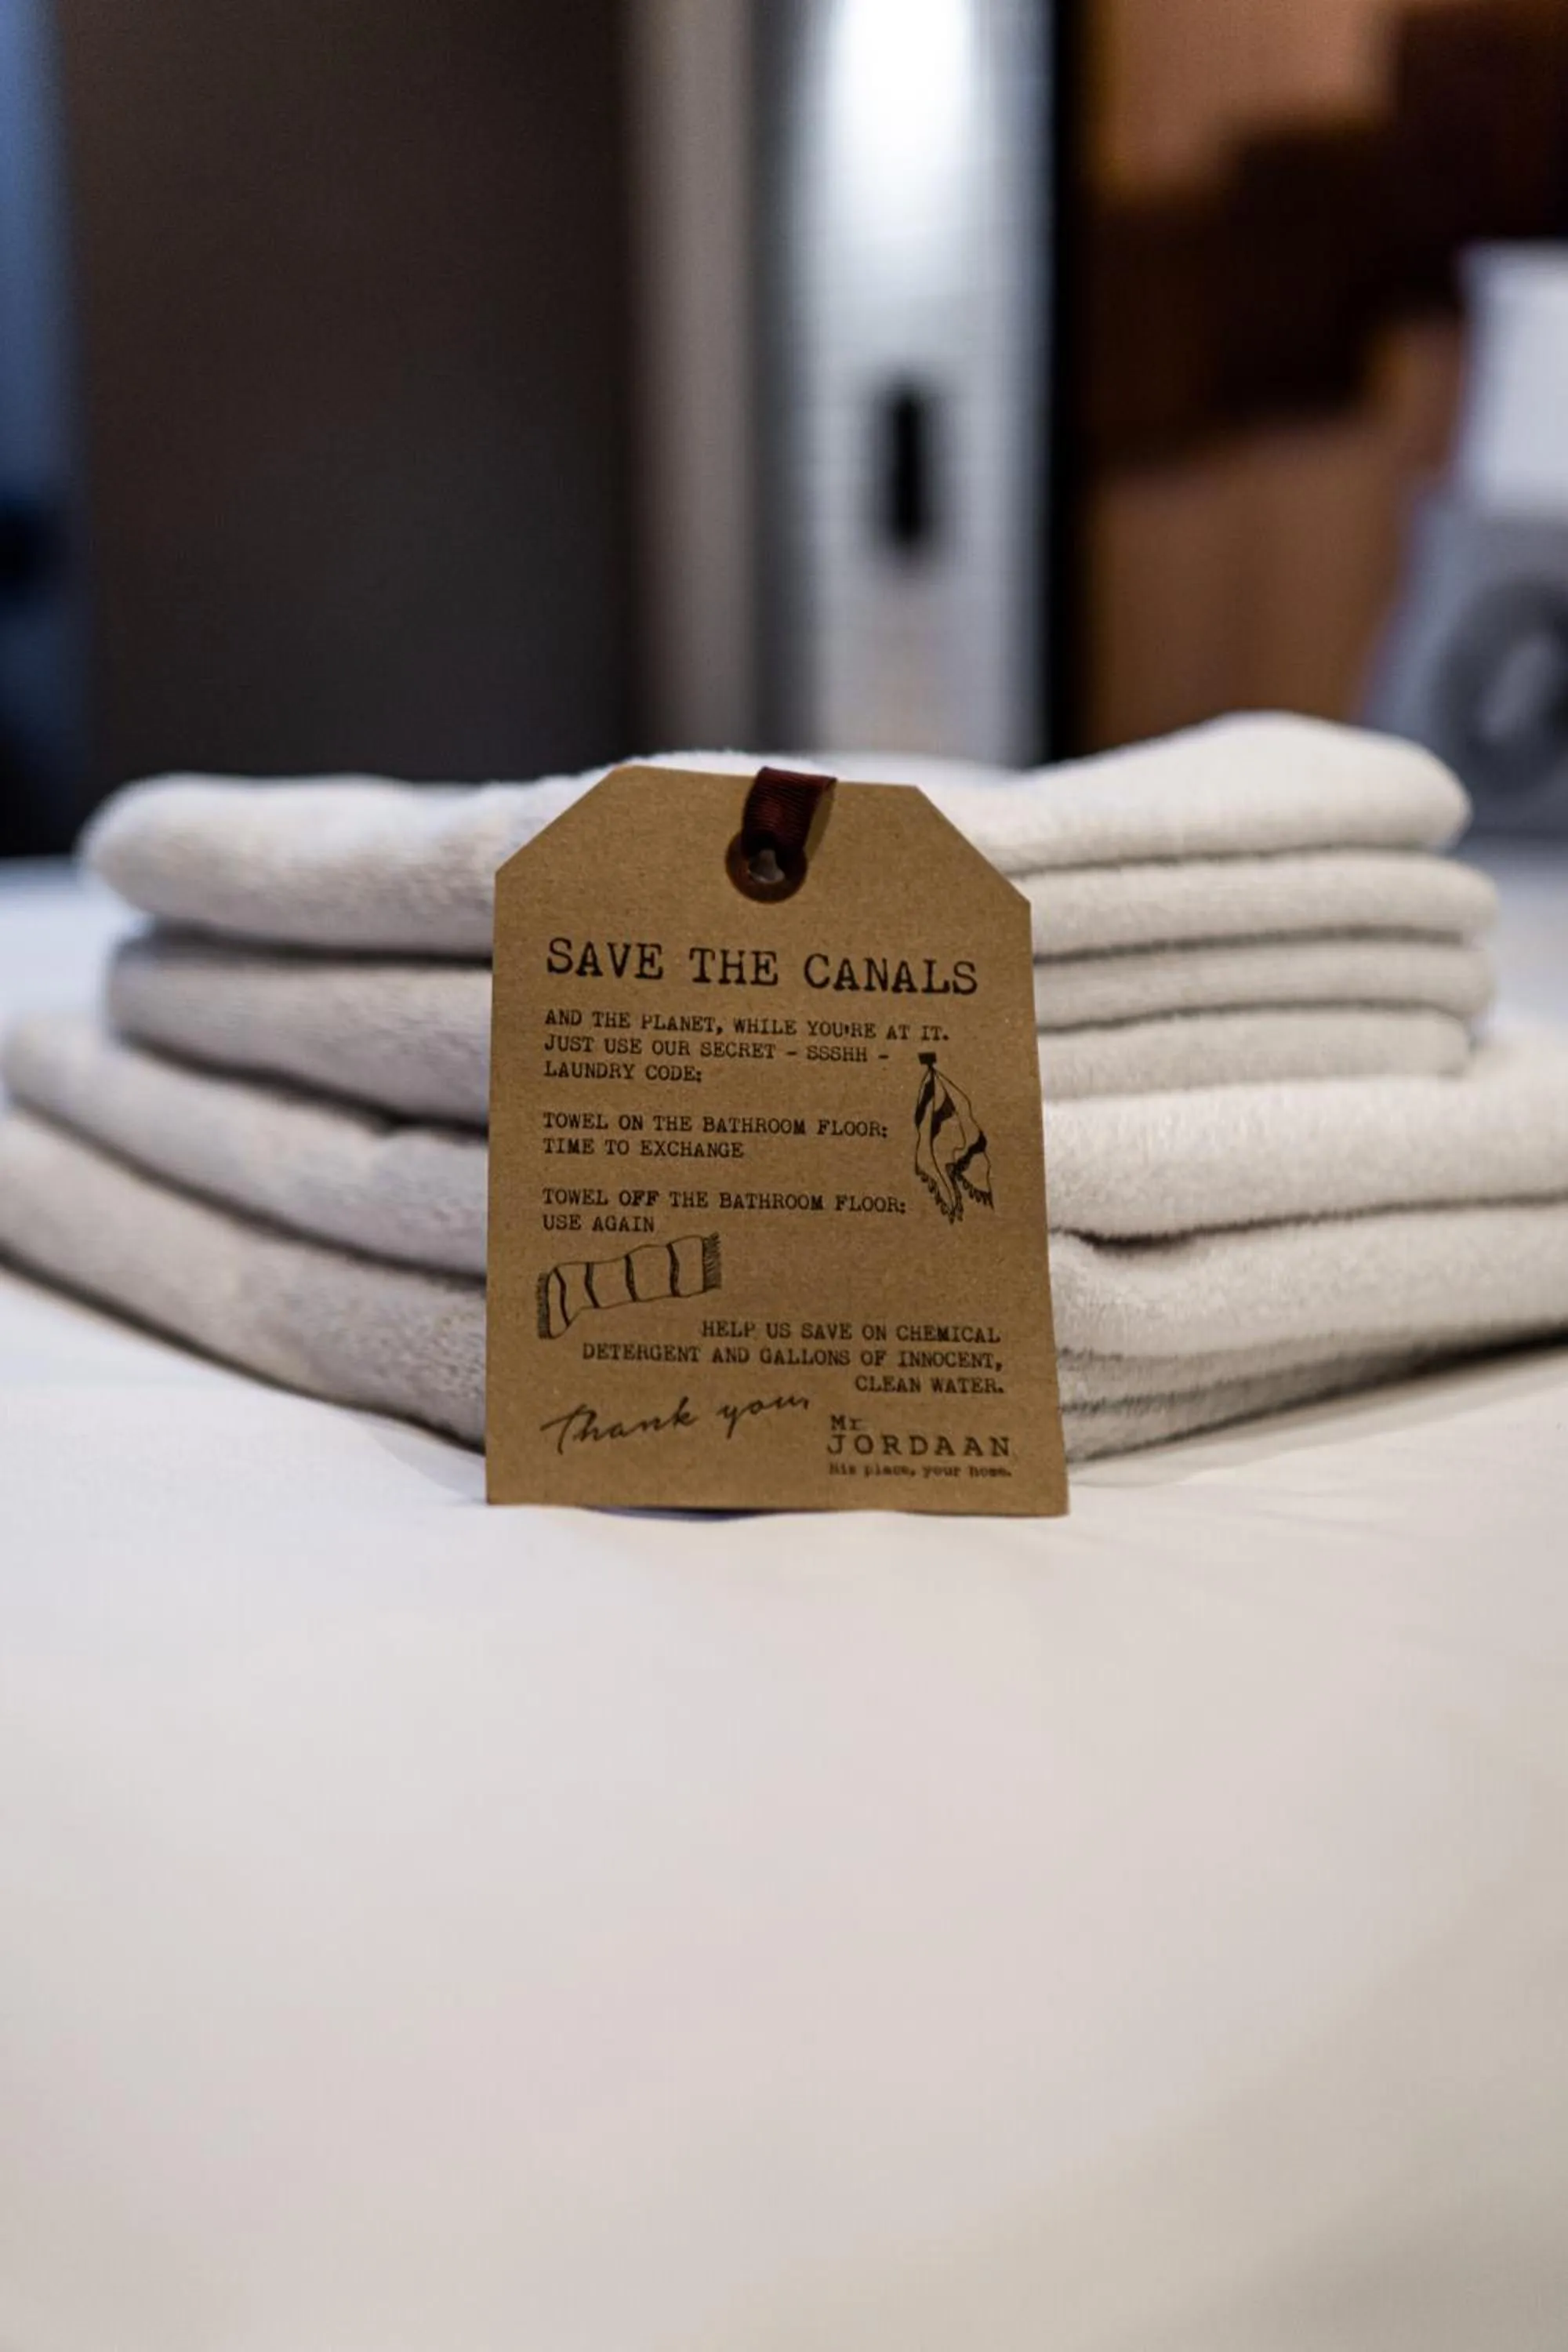 SAVE THE CANALS
AND THE PLANET, WHILE YOU'RE AT IT.
JUST USE OUR SECRET - SSSHH -
LAUNDRY CODE:
TOWEL ON THE BATHROOM FLOOR:
TIME TO EXCHANGE
TOWEL OFF THE BATHROOM FLOOR:
USE AGAIN
HELP US SAVE ON CHEMICAL
DETERGENT AND GALLONS OF INNOCENT,
CLEAN WATER.
Thank you,
Mr
JORDAAN
His place, your home.